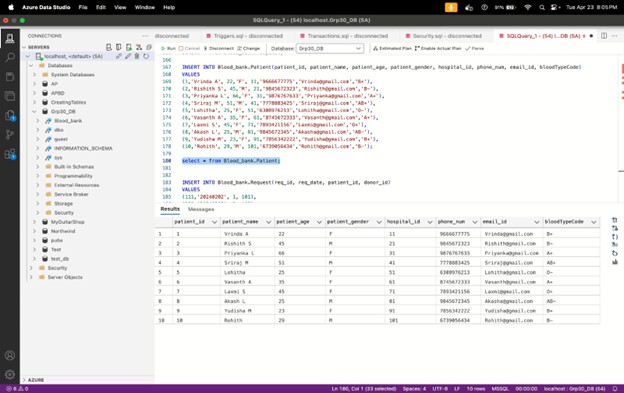 Azure Data Studio File Edit View Window Help
91% Tue Apr 23 8:05 PM
SQLQuery_1 - (4) localhost.Grp30_DB (SA)
CONNECTIONS
disconnected Triggers.sql - disconnected Transactions.sql - disconnected Security.sql - disconnected SQLQuery_1 - (4) l...30_DB (SA)
SERVERS
Run Cancel Disconnect Change Database: Grp30_DB Estimated Plan Enable Actual Plan Parse
localhost, <default> (SA)
Databases
System Databases
AP
APBD
CreatingTables
Grp30_DB
Blood_bank
dbo
guest
INFORMATION_SCHEMA
sys
Built-in Schemas
Programmability
External Resources
Service Broker
Storage
Security
MyGuitarShop
Northwind
pubs
Test
test_db
Security
Server Objects
AZURE
166
167 INSERT INTO Blood_bank.Patient(patient_id, patient_name, patient_age, patient_gender, hospital_id, phone_num, email_id, bloodTypeCode)
168 VALUES
169 (1,'Vrinda A', 22,'F', 11,'9666677775','Vrinda@gmail.com','B+'),
170 (2,'Rishith S', 45,'M', 21,'9845672323','Rishith@gmail.com','B-'),
171 (3,'Priyanka L', 66,'F', 31,'9876767633','Priyanka@gmail.com','A+'),
172 (4,'Sriraj M', 51,'M', 41,'7778083425','Sriraj@gmail.com','AB+'),
173 (5,'Lohitha', 25,'F', 51,'6380976213','Lohitha@gmail.com','O-'),
174 (6,'Vasanth A', 35,'F', 61,'8745672333','Vasanth@gmail.com','A+'),
175 (7,'Laxmi S', 45,'F', 71,'7893421156','Laxmi@gmail.com','O+'),
176 (8,'Akash L', 25,'M', 81,'9845672345','Akasha@gmail.com','AB-'),
177 (9,'Yudisha M', 23,'F', 91,'7856342222','Yudisha@gmail.com','B+'),
178 (10,'Rohith', 29,'M', 101,'6739056434','Rohith@gmail.com','B-');
179
180 select * from Blood_bank.Patient;
181
182
183 INSERT INTO Blood_bank.Request(req_id, req_date, patient_id, donor_id)
184 VALUES
185 (111,'20240202', 1, 101),
Results Messages
patient_id patient_name patient_age patient_gender hospital_id phone_num email_id bloodTypeCode
1 1 Vrinda A 22 F 11 9666677775 Vrinda@gmail.com B+
2 2 Rishith S 45 M 21 9845672323 Rishith@gmail.com B-
3 3 Priyanka L 66 F 31 9876767633 Priyanka@gmail.com A+
4 4 Sriraj M 51 M 41 7778083425 Sriraj@gmail.com AB+
5 5 Lohitha 25 F 51 6380976213 Lohitha@gmail.com O-
6 6 Vasanth A 35 F 61 8745672333 Vasanth@gmail.com A+
7 7 Laxmi S 45 F 71 7893421156 Laxmi@gmail.com O+
8 8 Akash L 25 M 81 9845672345 Akasha@gmail.com AB-
9 9 Yudisha M 23 F 91 7856342222 Yudisha@gmail.com B+
10 10 Rohith 29 M 101 6739056434 Rohith@gmail.com B-
Ln 180, Col 1 (33 selected) Spaces: 4 UTF-8 LF 10 rows MSSQL 00:00:00 localhost : Grp30_DB (SA)